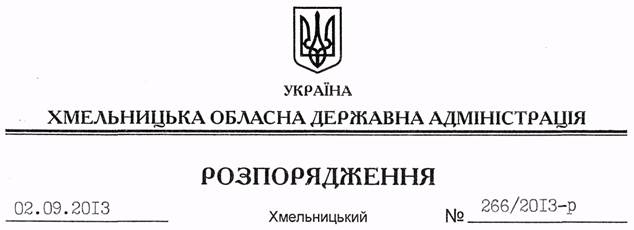 УКРАЇНА
ХМЕЛЬНИЦЬКА ОБЛАСНА ДЕРЖАВНА АДМІНІСТРАЦІЯ
РОЗПОРЯДЖЕННЯ
02.09.2013 Хмельницький № 266/2013-р